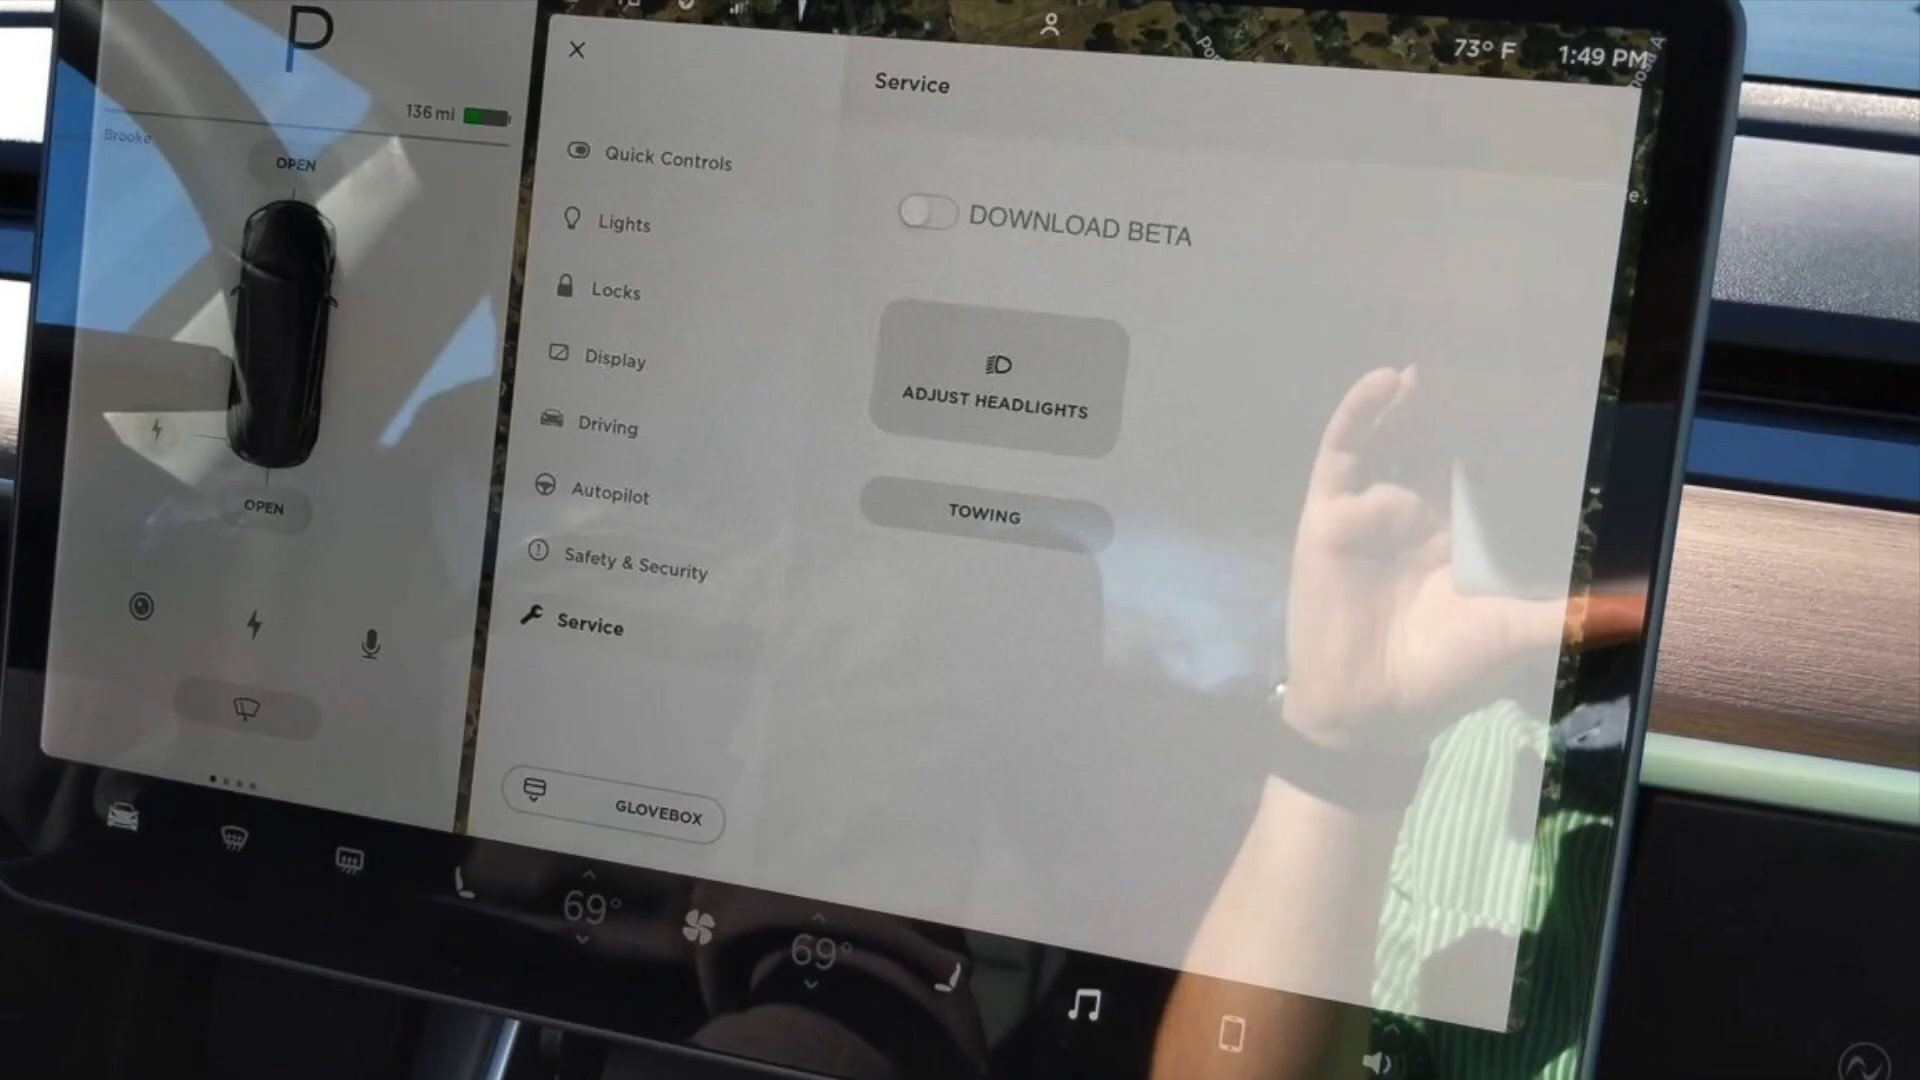 P
136 mi
Brooke
OPEN
OPEN
73° F
1:49 PM
Service
Quick Controls
Lights
Locks
Display
Driving
Autopilot
Safety & Security
Service
GLOVEBOX
DOWNLOAD BETA
ADJUST HEADLIGHTS
TOWING
69°
69°